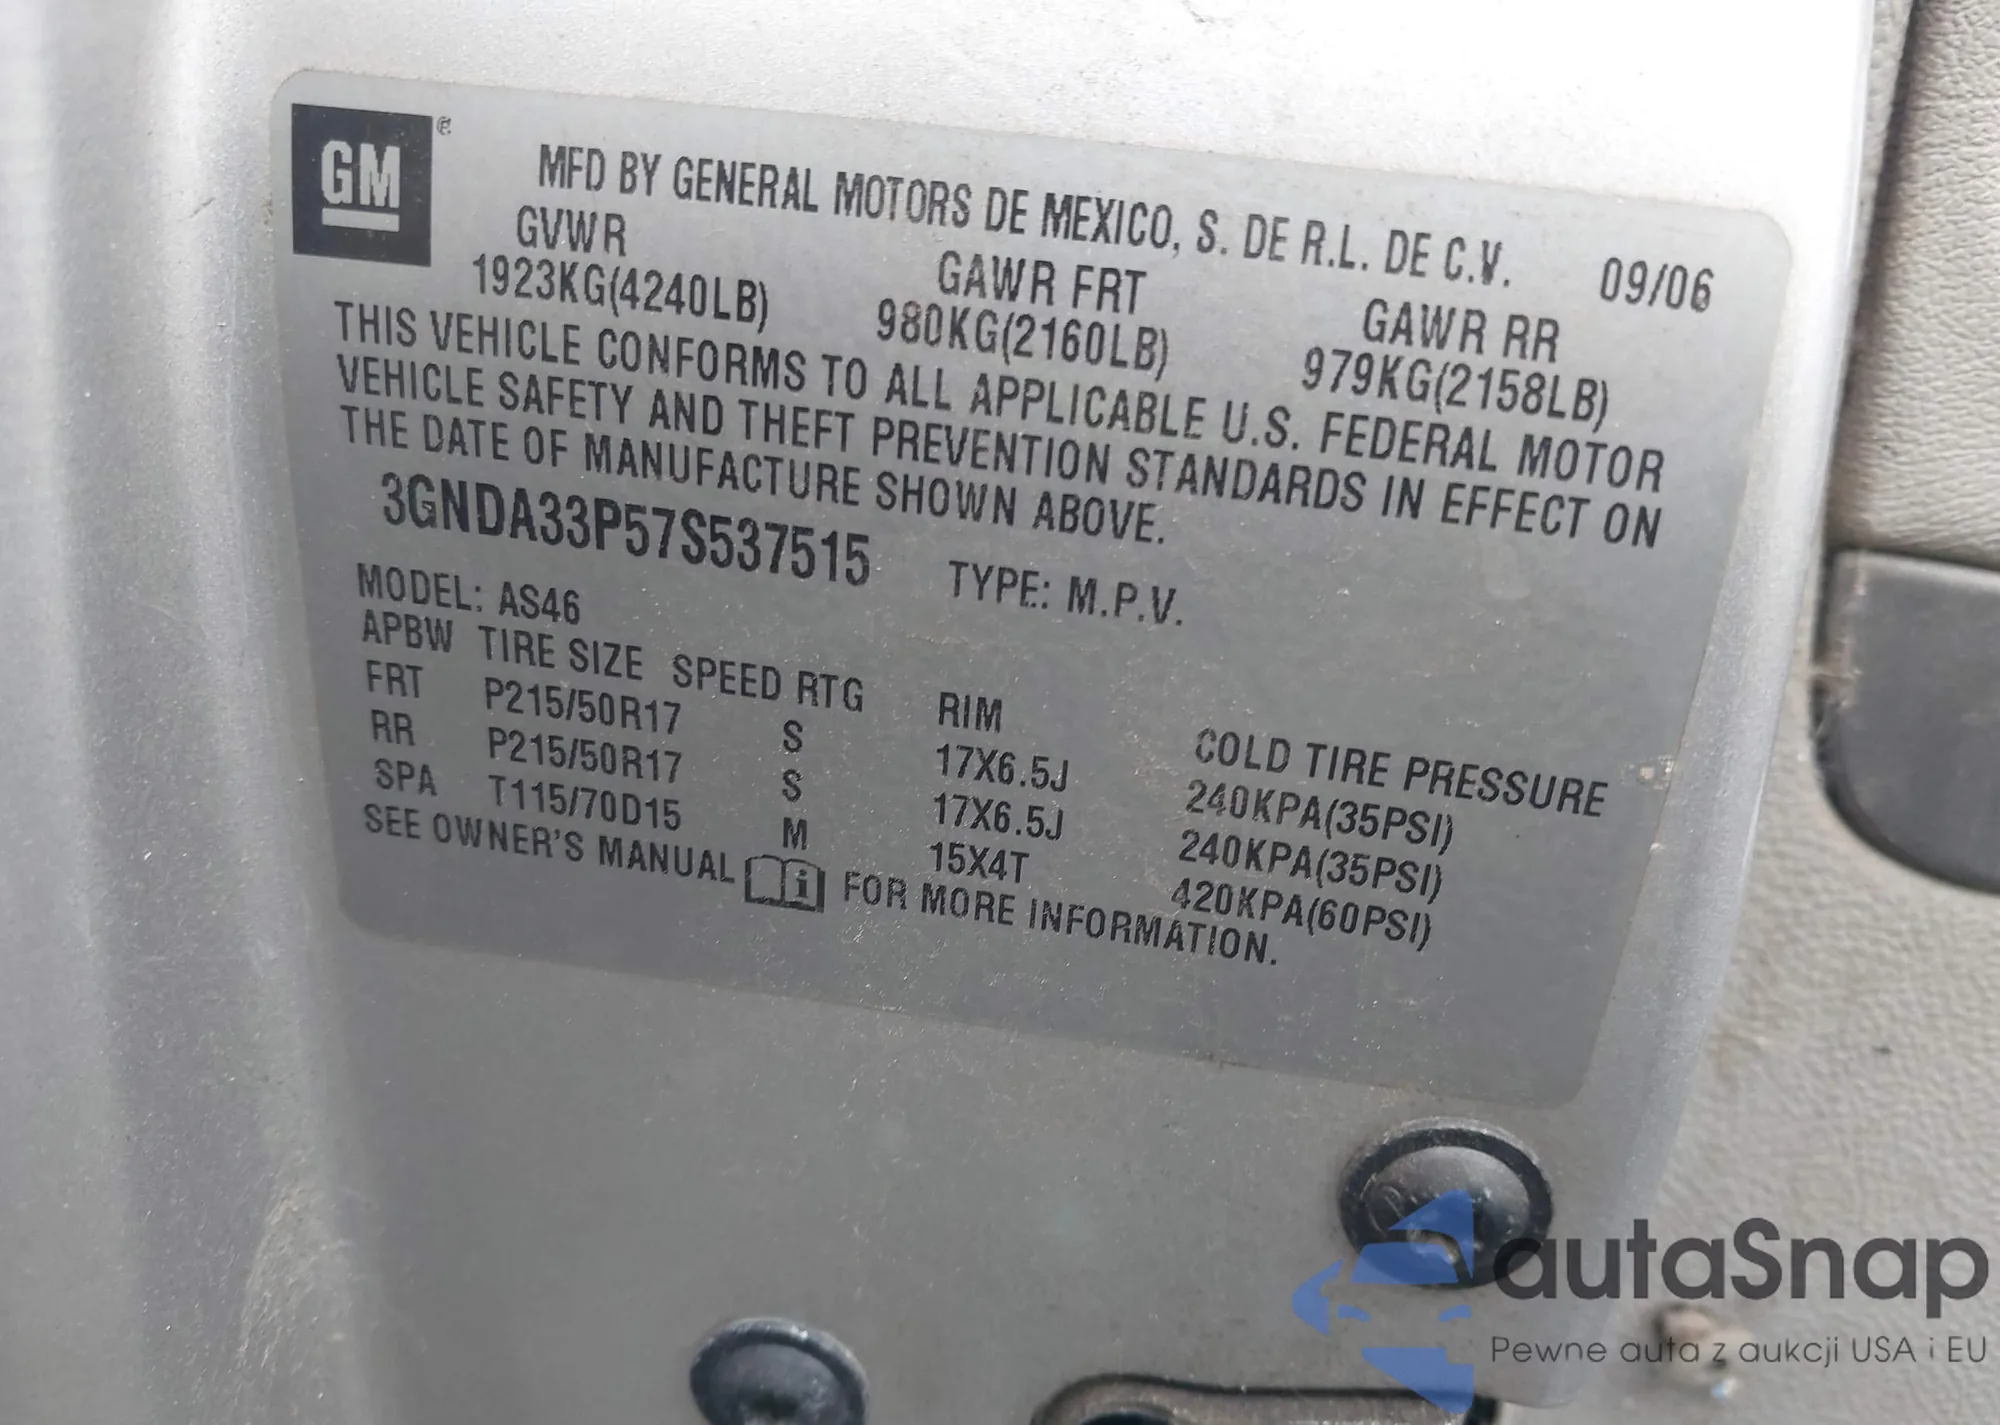 GM
MFD BY GENERAL MOTORS DE MEXICO, S. DE R.L. DE C.V. 09/06
GVWR GAWR FRT GAWR RR
1923KG(4240LB) 980KG(2160LB) 979KG(2158LB)
THIS VEHICLE CONFORMS TO ALL APPLICABLE U.S. FEDERAL MOTOR
VEHICLE SAFETY AND THEFT PREVENTION STANDARDS IN EFFECT ON
THE DATE OF MANUFACTURE SHOWN ABOVE.
3GNDA33P57S537515 TYPE: M.P.V.
MODEL: AS46
APBW TIRE SIZE SPEED RTG RIM COLD TIRE PRESSURE
FRT P215/50R17 S 17X6.5J 240KPA(35PSI)
RR P215/50R17 S 17X6.5J 240KPA(35PSI)
SPA T115/70D15 M 15X4T 420KPA(60PSI)
SEE OWNER'S MANUAL FOR MORE INFORMATION.
autaSnap
Pewne auta z aukcji USA i EU